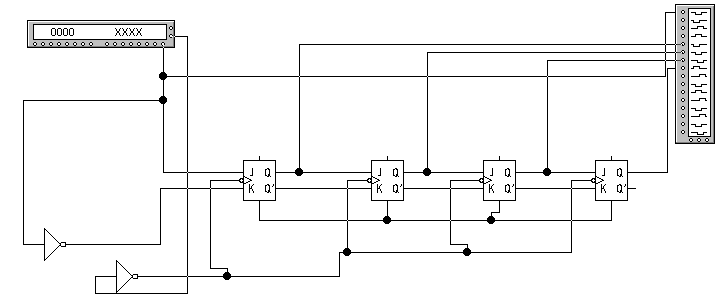 0000 XXXX
J Q J Q J Q J Q
K Q' K Q' K Q' K Q'